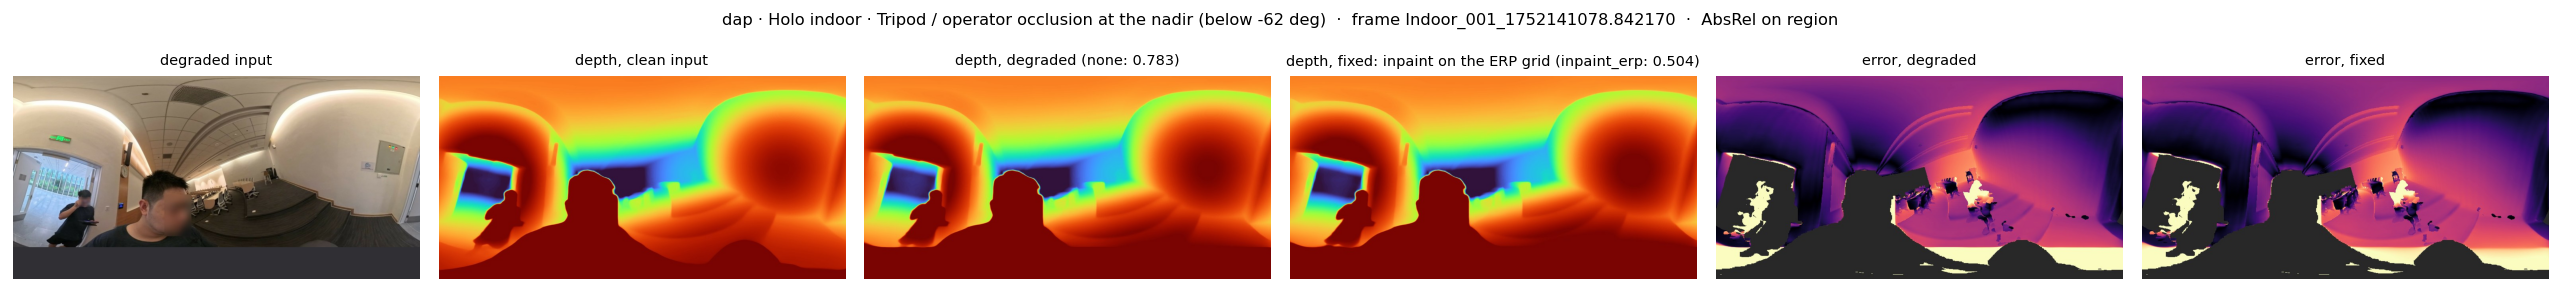 dap · Holo indoor · Tripod / operator occlusion at the nadir (below -62 deg)  ·  frame Indoor_001_1752141078.842170  ·  AbsRel on region
degraded input
depth, clean input
depth, degraded (none: 0.783)
depth, fixed: inpaint on the ERP grid (inpaint_erp: 0.504)
error, degraded
error, fixed